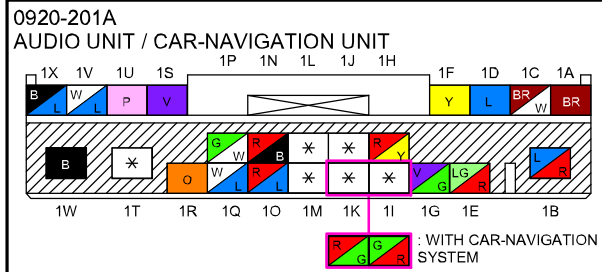 0920-201A
AUDIO UNIT / CAR-NAVIGATION UNIT
1X 1V 1U 1S 1P 1N 1L 1J 1H 1F 1D 1C 1A
B L W L P V Y L BR W BR
G W R B * * R Y
B * O W L R L * * * V G LG R L R
1W 1T 1R 1Q 1O 1M 1K 1I 1G 1E 1B
R G G R : WITH CAR-NAVIGATION
SYSTEM